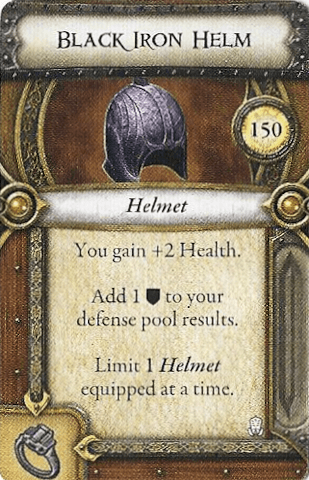 Black Iron Helm
150
Helmet
You gain +2 Health.
Add 1 to your
defense pool results.
Limit 1 Helmet
equipped at a time.